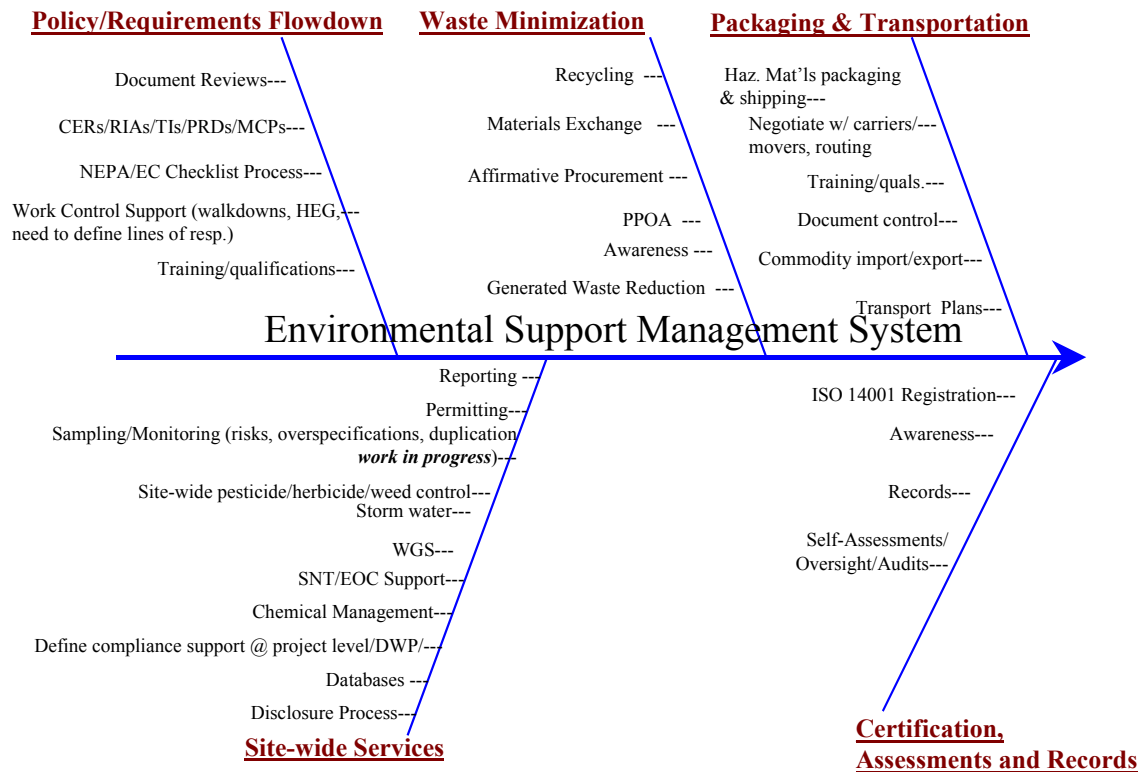 Policy/Requirements Flowdown
Document Reviews---
CERs/RIAs/TIs/PRDs/MCPs---
NEPA/EC Checklist Process---
Work Control Support (walkdowns, HEG,---
need to define lines of resp.)
Training/qualifications---
Waste Minimization
Recycling ---
Materials Exchange ---
Affirmative Procurement ---
PPOA ---
Awareness ---
Generated Waste Reduction ---
Packaging & Transportation
Haz. Mat’ls packaging
& shipping---
Negotiate w/ carriers/---
movers, routing
Training/quals.---
Document control---
Commodity import/export---
Transport Plans---
Environmental Support Management System
Reporting ---
Permitting---
Sampling/Monitoring (risks, overspecifications, duplication
work in progress)---
Site-wide pesticide/herbicide/weed control---
Storm water---
WGS---
SNT/EOC Support---
Chemical Management---
Define compliance support @ project level/DWP/---
Databases ---
Disclosure Process---
Site-wide Services
ISO 14001 Registration---
Awareness---
Records---
Self-Assessments/
Oversight/Audits---
Certification,
Assessments and Records